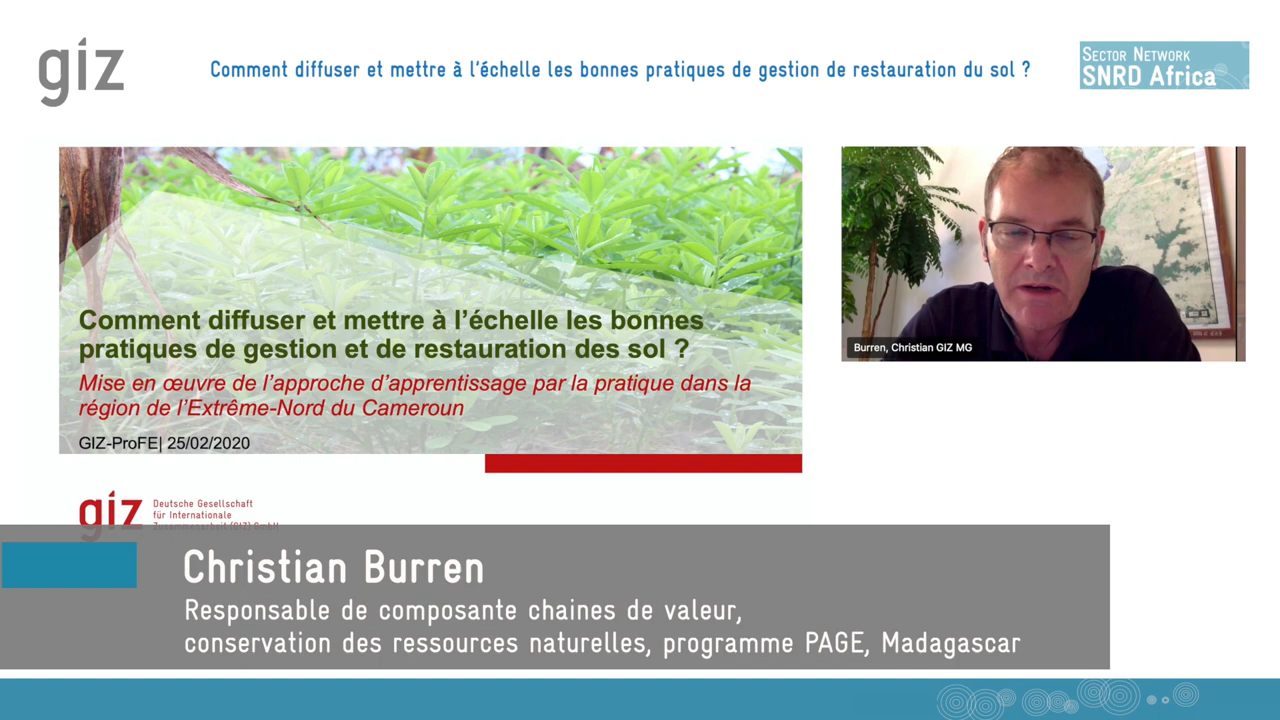 giz
Comment diffuser et mettre à l'échelle les bonnes pratiques de gestion de restauration du sol ?
SECTOR NETWORK
SNRD Africa
Comment diffuser et mettre à l'échelle les bonnes
pratiques de gestion et de restauration des sol ?
Mise en œuvre de l'approche d'apprentissage par la pratique dans la
région de l'Extrême-Nord du Cameroun
GIZ-ProFE| 25/02/2020
Burren, Christian GIZ MG
giz
Deutsche Gesellschaft
für Internationale
Zusammenarbeit (GIZ) GmbH
Christian Burren
Responsable de composante chaines de valeur,
conservation des ressources naturelles, programme PAGE, Madagascar